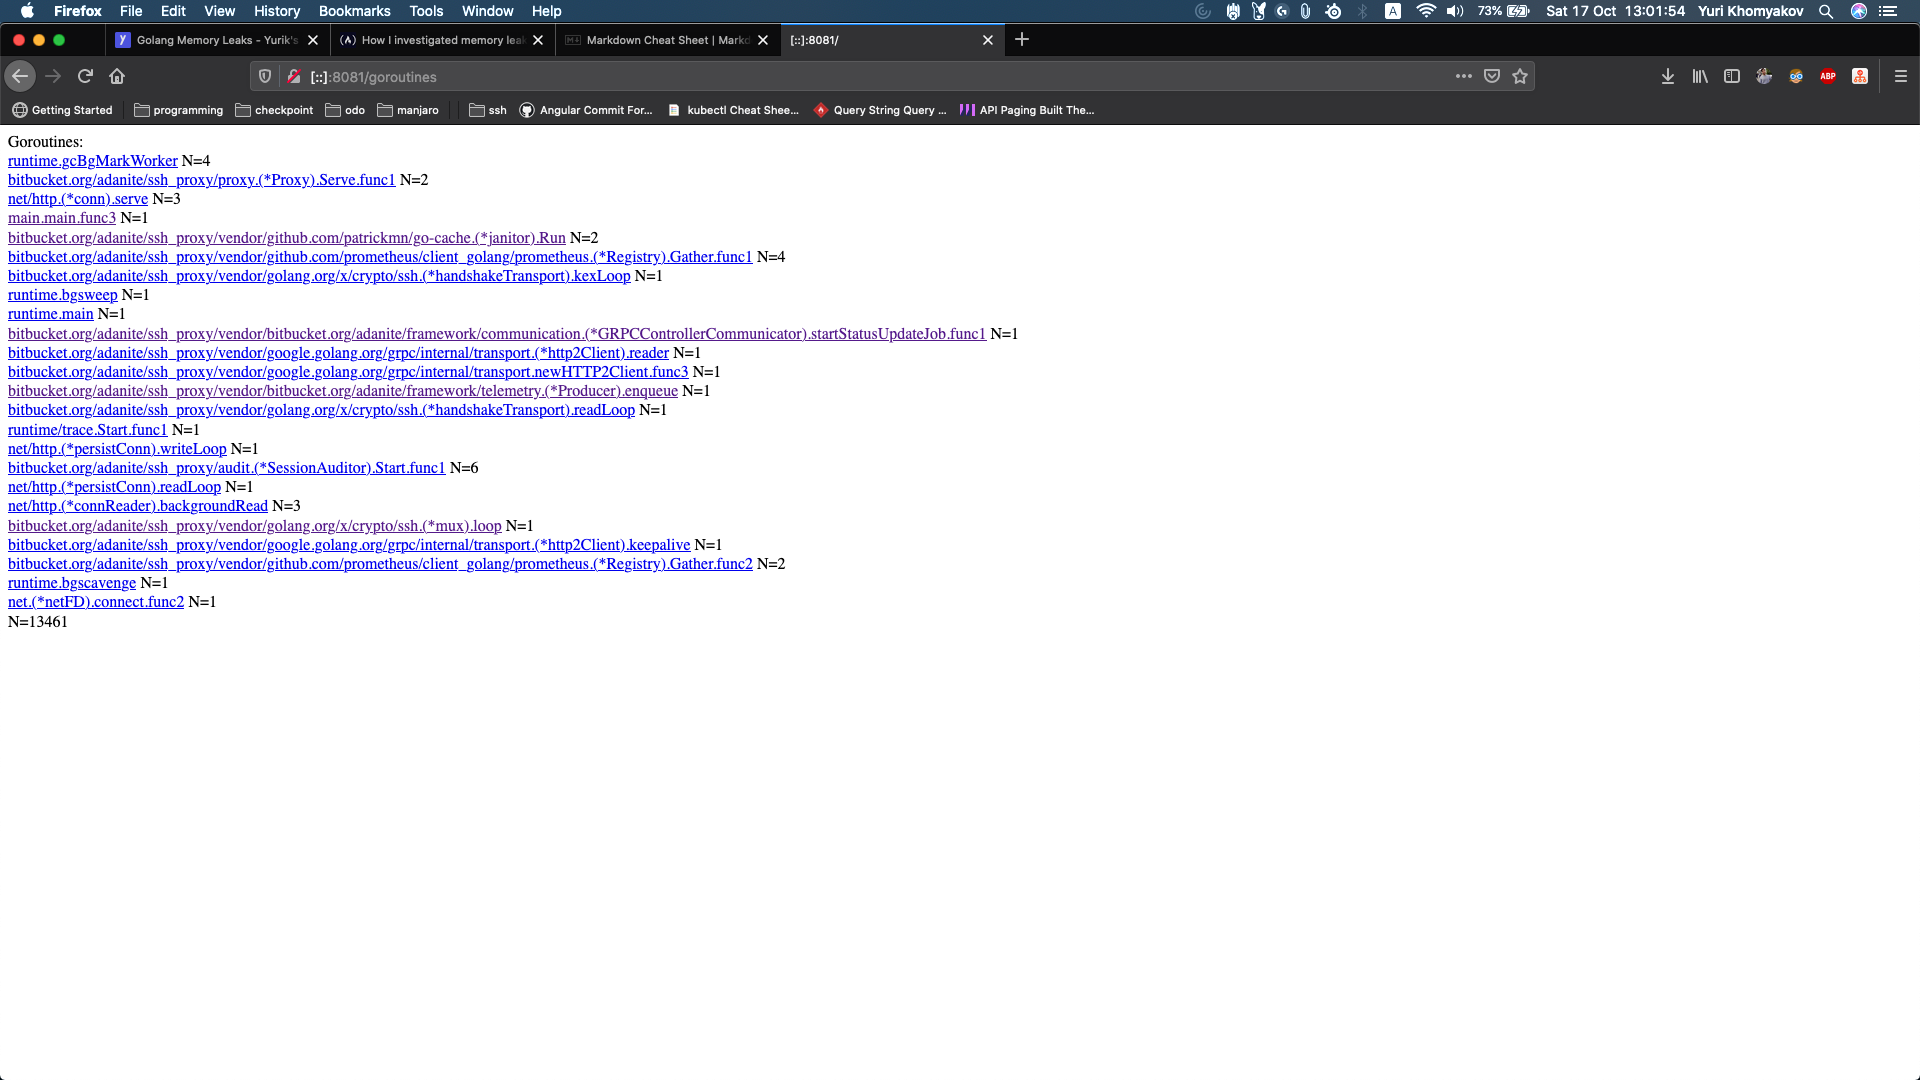 Firefox File Edit View History Bookmarks Tools Window Help 73% Sat 17 Oct 13:01:54 Yuri Khomyakov
Golang Memory Leaks - Yurik's How I investigated memory leak Markdown Cheat Sheet | Markd [::]:8081/
[::]:8081/goroutines
Getting Started programming checkpoint odo manjaro ssh Angular Commit For... kubectl Cheat Shee... Query String Query ... API Paging Built The...
Goroutines:
runtime.gcBgMarkWorker N=4
bitbucket.org/adanite/ssh_proxy/proxy.(*Proxy).Serve.func1 N=2
net/http.(*conn).serve N=3
main.main.func3 N=1
bitbucket.org/adanite/ssh_proxy/vendor/github.com/patrickmn/go-cache.(*janitor).Run N=2
bitbucket.org/adanite/ssh_proxy/vendor/github.com/prometheus/client_golang/prometheus.(*Registry).Gather.func1 N=4
bitbucket.org/adanite/ssh_proxy/vendor/golang.org/x/crypto/ssh.(*handshakeTransport).kexLoop N=1
runtime.bgsweep N=1
runtime.main N=1
bitbucket.org/adanite/ssh_proxy/vendor/bitbucket.org/adanite/framework/communication.(*GRPCControllerCommunicator).startStatusUpdateJob.func1 N=1
bitbucket.org/adanite/ssh_proxy/vendor/google.golang.org/grpc/internal/transport.(*http2Client).reader N=1
bitbucket.org/adanite/ssh_proxy/vendor/google.golang.org/grpc/internal/transport.newHTTP2Client.func3 N=1
bitbucket.org/adanite/ssh_proxy/vendor/bitbucket.org/adanite/framework/telemetry.(*Producer).enqueue N=1
bitbucket.org/adanite/ssh_proxy/vendor/golang.org/x/crypto/ssh.(*handshakeTransport).readLoop N=1
runtime/trace.Start.func1 N=1
net/http.(*persistConn).writeLoop N=1
bitbucket.org/adanite/ssh_proxy/audit.(*SessionAuditor).Start.func1 N=6
net/http.(*persistConn).readLoop N=1
net/http.(*connReader).backgroundRead N=3
bitbucket.org/adanite/ssh_proxy/vendor/golang.org/x/crypto/ssh.(*mux).loop N=1
bitbucket.org/adanite/ssh_proxy/vendor/google.golang.org/grpc/internal/transport.(*http2Client).keepalive N=1
bitbucket.org/adanite/ssh_proxy/vendor/github.com/prometheus/client_golang/prometheus.(*Registry).Gather.func2 N=2
runtime.bgscavenge N=1
net.(*netFD).connect.func2 N=1
N=13461